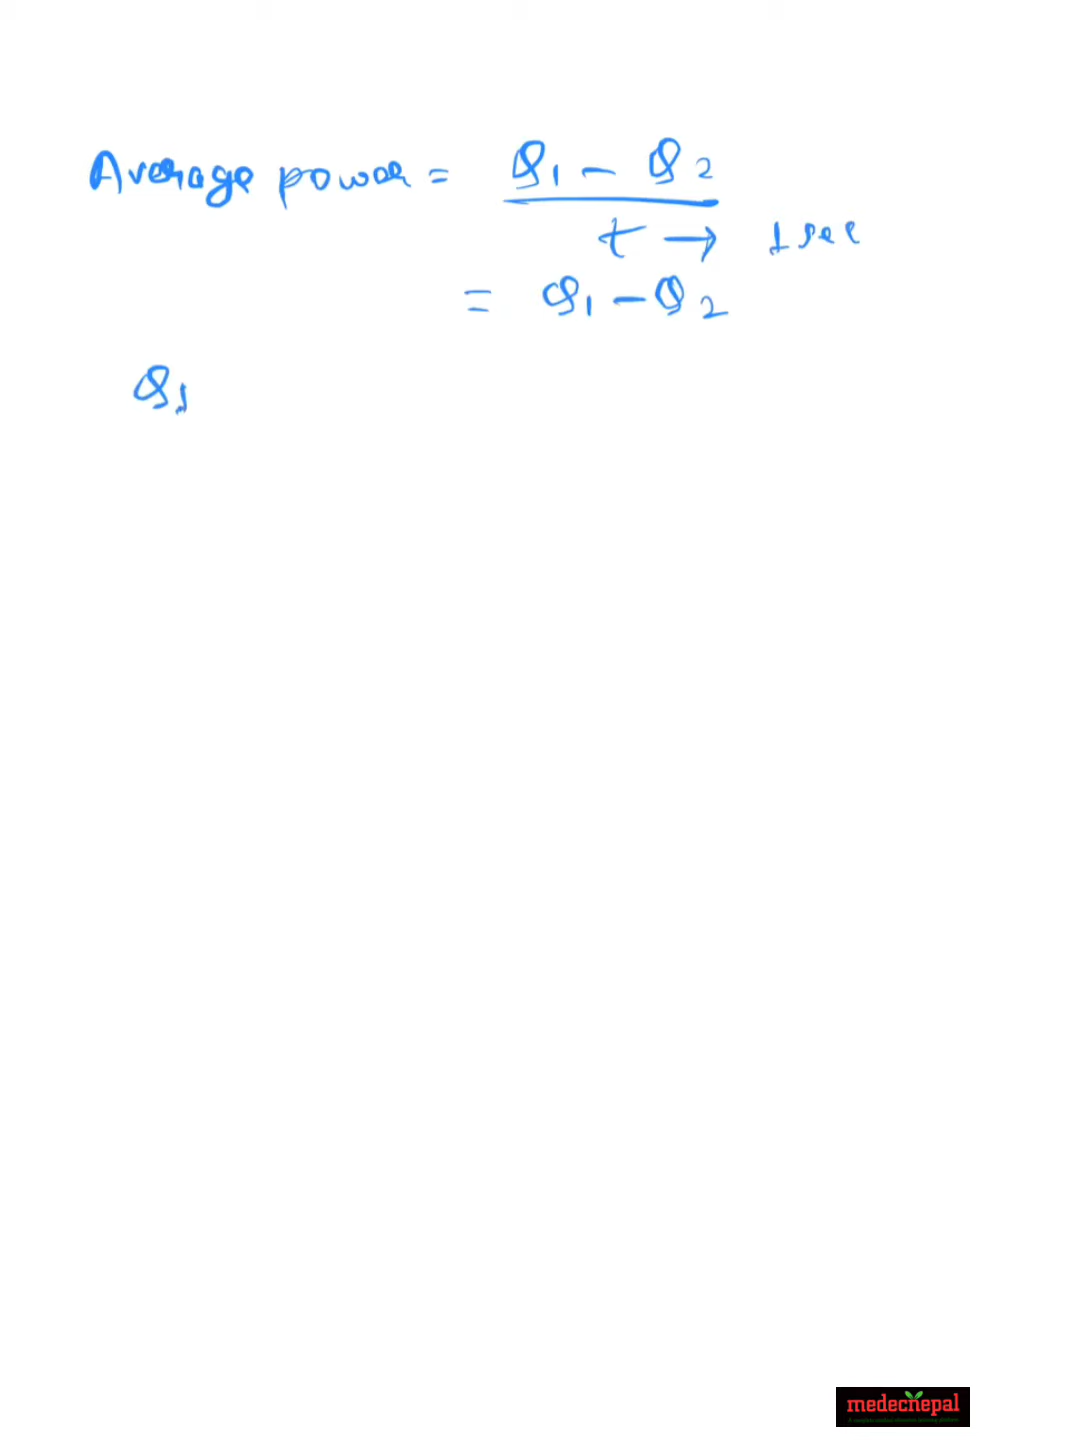 Average power = Q1 - Q2
t → 1 sec
= Q1 - Q2
Q1
medecnepal